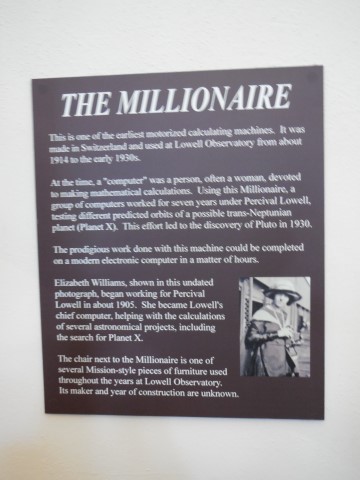 THE MILLIONAIRE
This is one of the earliest motorized calculating machines. It was
made in Switzerland and used at Lowell Observatory from about
1914 to the early 1930s.
At the time, a "computer" was a person, often a woman, devoted
to making mathematical calculations. Using this Millionaire, a
group of computers worked for seven years under Percival Lowell,
testing different predicted orbits of a possible trans-Neptunian
planet (Planet X). This effort led to the discovery of Pluto in 1930.
The prodigious work done with this machine could be completed
on a modern electronic computer in a matter of hours.
Elizabeth Williams, shown in this undated
photograph, began working for Percival
Lowell in about 1905. She became Lowell's
chief computer, helping with the calculations
of several astronomical projects, including
the search for Planet X.
The chair next to the Millionaire is one of
several Mission-style pieces of furniture used
throughout the years at Lowell Observatory.
Its maker and year of construction are unknown.